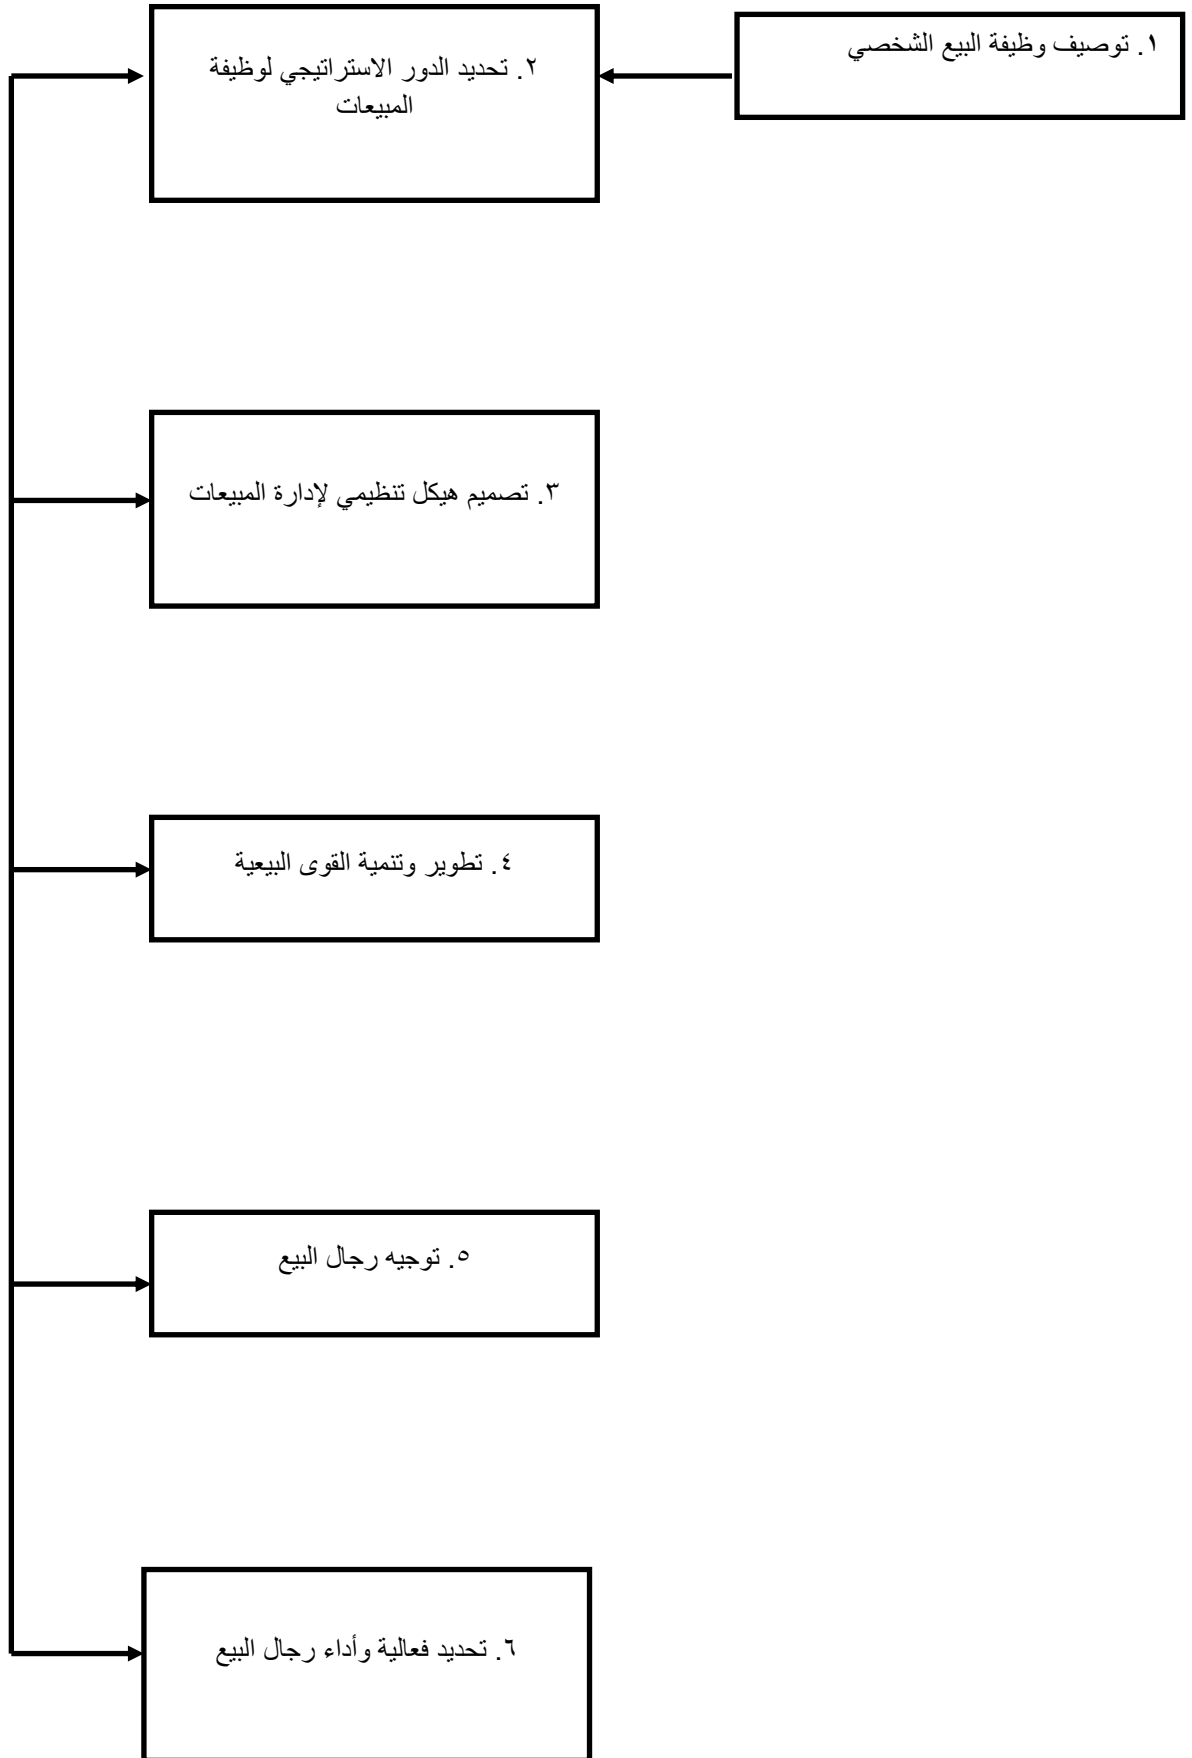 ١. توصيف وظيفة البيع الشخصي
٢. تحديد الدور الاستراتيجي لوظيفة
المبيعات
٣. تصميم هيكل تنظيمي لإدارة المبيعات
٤. تطوير وتنمية القوى البيعية
٥. توجيه رجال البيع
٦. تحديد فعالية وأداء رجال البيع